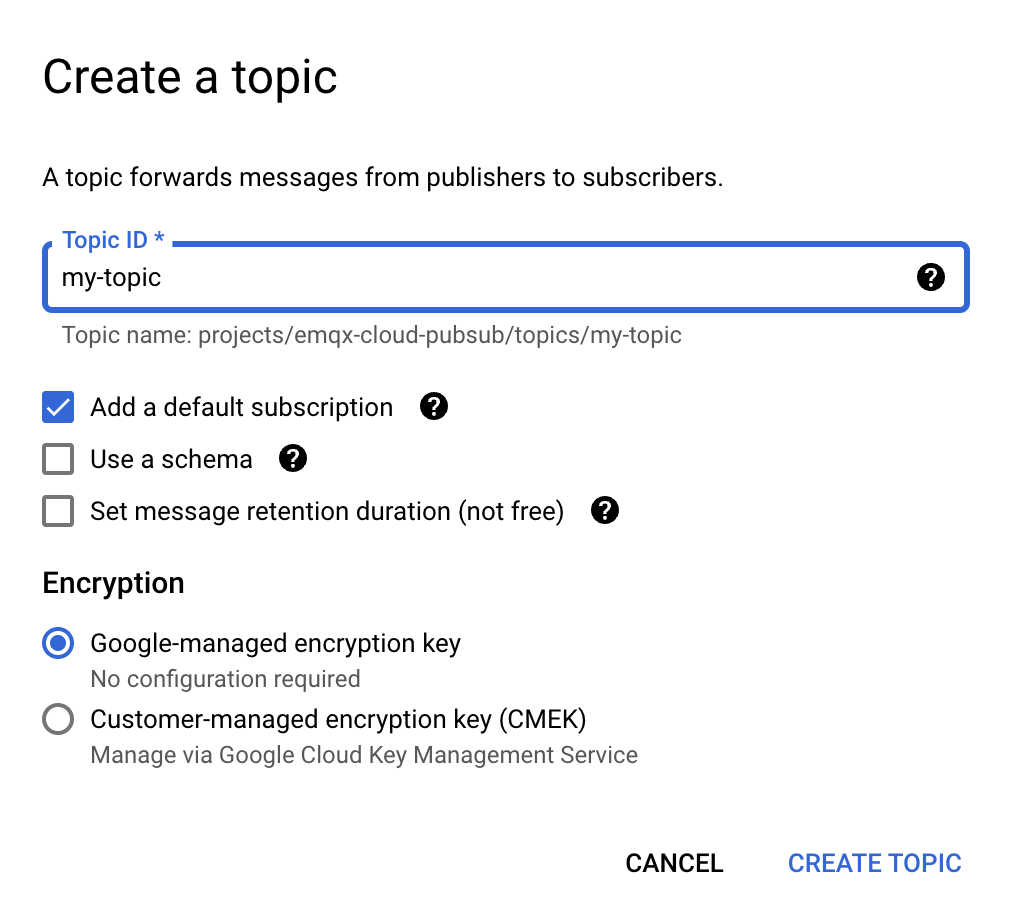 Create a topic
A topic forwards messages from publishers to subscribers.
Topic ID *
my-topic
Topic name: projects/emqx-cloud-pubsub/topics/my-topic
Add a default subscription
Use a schema
Set message retention duration (not free)
Encryption
Google-managed encryption key
No configuration required
Customer-managed encryption key (CMEK)
Manage via Google Cloud Key Management Service
CANCEL CREATE TOPIC